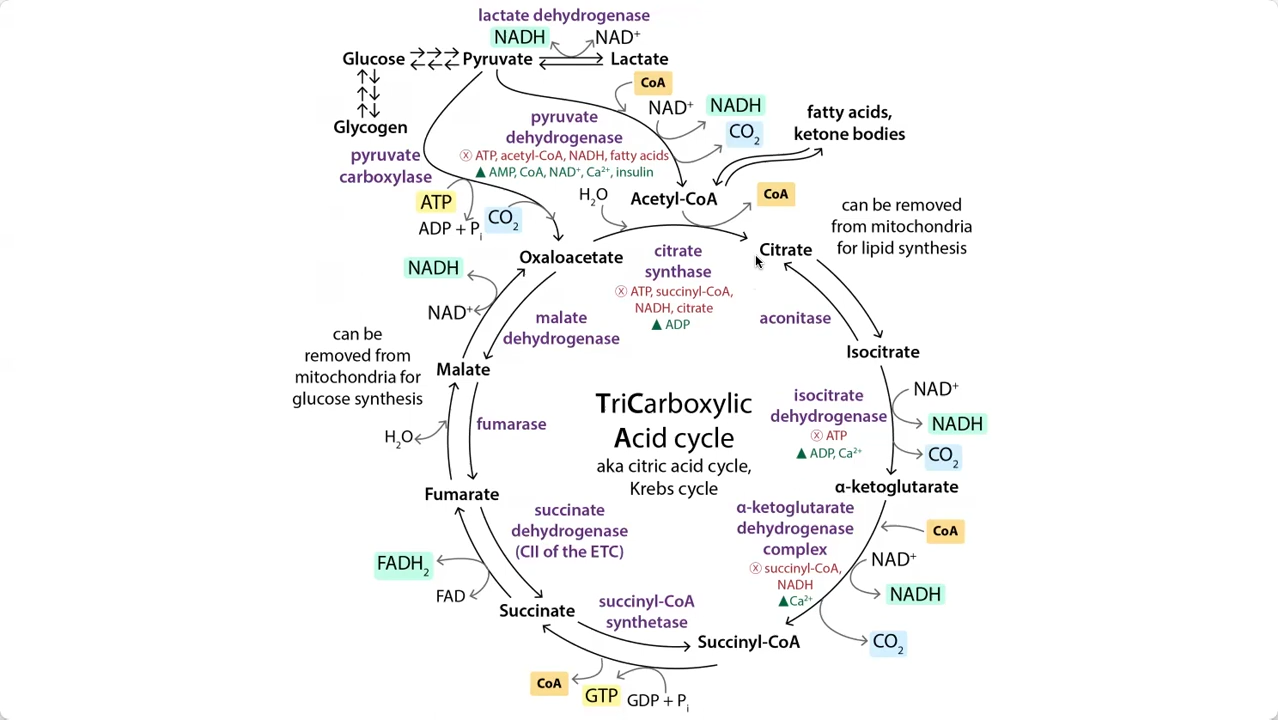 lactate dehydrogenase
NADH NAD⁺
Glucose Pyruvate Lactate
CoA
NAD⁺ NADH
CO₂
Glycogen
pyruvate
dehydrogenase
ⓧ ATP, acetyl-CoA, NADH, fatty acids
▲ AMP, CoA, NAD⁺, Ca²⁺, insulin
fatty acids,
ketone bodies
pyruvate
carboxylase
ATP
ADP + Pᵢ
CO₂
H₂O
Acetyl-CoA
CoA
can be removed
from mitochondria
for lipid synthesis
Oxaloacetate
citrate
synthase
ⓧ ATP, succinyl-CoA,
NADH, citrate
▲ ADP
Citrate
NADH
NAD⁺
malate
dehydrogenase
aconitase
can be
removed from
mitochondria for
glucose synthesis
Malate
Isocitrate
isocitrate
dehydrogenase
ⓧ ATP
▲ ADP, Ca²⁺
NAD⁺
NADH
CO₂
TriCarboxylic
Acid cycle
aka citric acid cycle,
Krebs cycle
fumarase
H₂O
Fumarate
α-ketoglutarate
α-ketoglutarate
dehydrogenase
complex
ⓧ succinyl-CoA,
NADH
▲Ca²⁺
CoA
NAD⁺
NADH
CO₂
succinate
dehydrogenase
(CII of the ETC)
FADH₂
FAD
Succinate
succinyl-CoA
synthetase
Succinyl-CoA
CoA
GTP GDP + Pᵢ